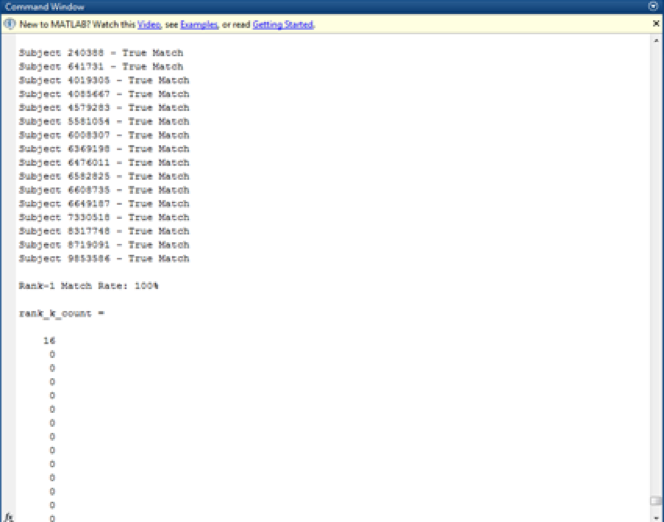 Command Window
New to MATLAB? Watch this Video, see Examples, or read Getting Started.
Subject 240388 - True Match
Subject 641731 - True Match
Subject 4019305 - True Match
Subject 4085667 - True Match
Subject 4579283 - True Match
Subject 5581054 - True Match
Subject 6008307 - True Match
Subject 6369198 - True Match
Subject 6476011 - True Match
Subject 6582825 - True Match
Subject 6608735 - True Match
Subject 6649187 - True Match
Subject 7330518 - True Match
Subject 8317748 - True Match
Subject 8719091 - True Match
Subject 9853586 - True Match
Rank-1 Match Rate: 100%
rank_k_count =
16
0
0
0
0
0
0
0
0
0
0
0
0
0
fx